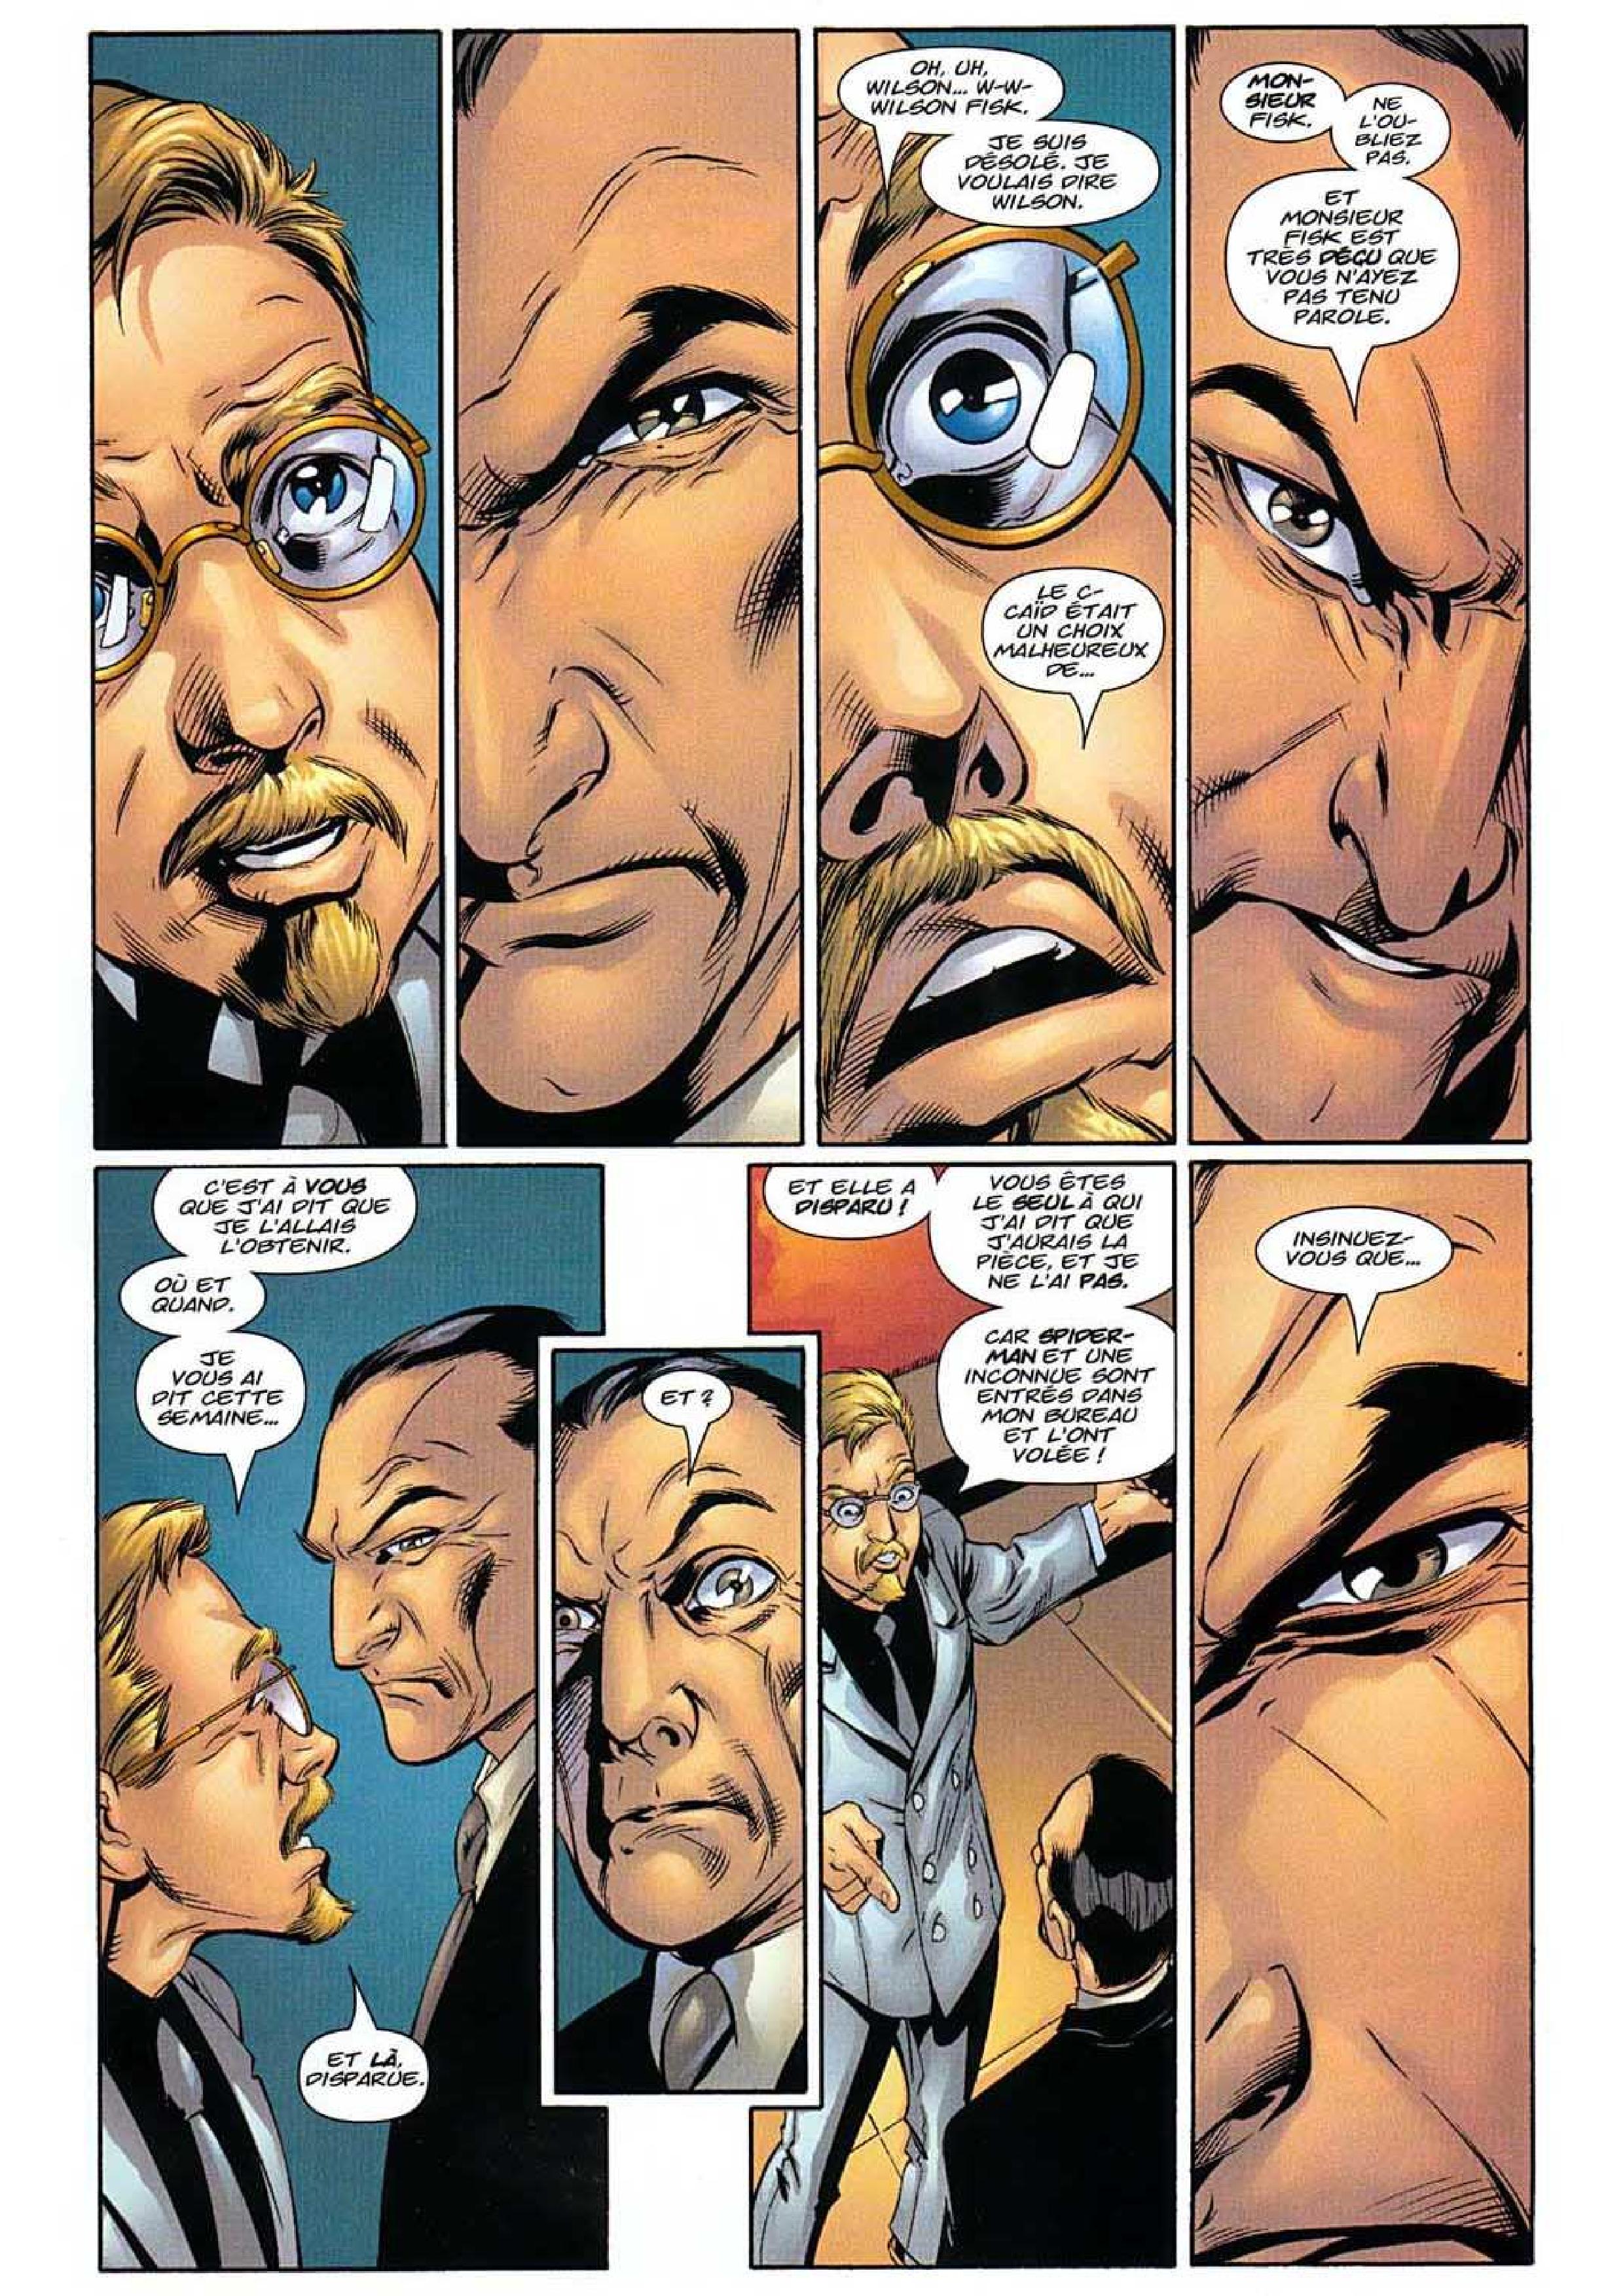 OH, UH,
WILSON... W-W-
WILSON FISK.
JE SUIS
DÉSOLÉ. JE
VOULAIS DIRE
WILSON.
LE C-
CAÏD ÉTAIT
UN CHOIX
MALHEUREUX
DE...
MON-
SIEUR
FISK.
NE
L'OU-
BLIEZ
PAS.
ET
MONSIEUR
FISK EST
TRÈS DÉÇU QUE
VOUS N'AYEZ
PAS TENU
PAROLE.
C'EST À VOUS
QUE J'AI DIT QUE
JE L'ALLAIS
L'OBTENIR.
OÙ ET
QUAND.
JE
VOUS AI
DIT CETTE
SEMAINE...
ET LÀ,
DISPARUE.
ET ?
ET ELLE A
DISPARU !
VOUS ÊTES
LE SEUL À QUI
J'AI DIT QUE
J'AURAIS LA
PIÈCE, ET JE
NE L'AI PAS.
CAR SPIDER-
MAN ET UNE
INCONNUE SONT
ENTRÉS DANS
MON BUREAU
ET L'ONT
VOLÉE !
INSINUEZ-
VOUS QUE...